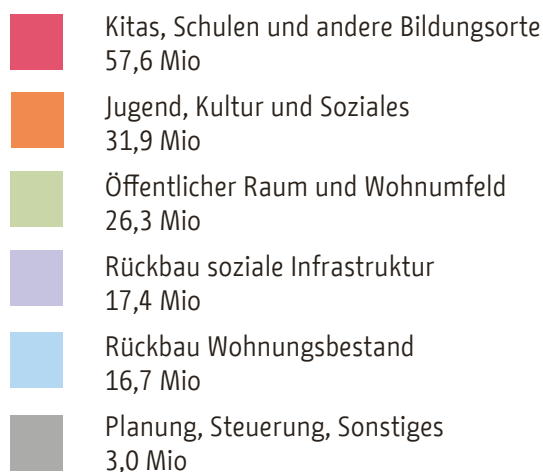 Kitas, Schulen und andere Bildungsorte
57,6 Mio
Jugend, Kultur und Soziales
31,9 Mio
Öffentlicher Raum und Wohnumfeld
26,3 Mio
Rückbau soziale Infrastruktur
17,4 Mio
Rückbau Wohnungsbestand
16,7 Mio
Planung, Steuerung, Sonstiges
3,0 Mio